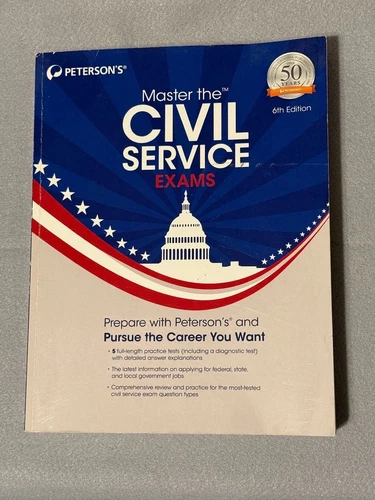 PETERSON'S®
50
YEARS
6th Edition
Master the™
CIVIL
SERVICE
EXAMS
Prepare with Peterson's® and
Pursue the Career You Want
• 5 full-length practice tests (including a diagnostic test)
with detailed answer explanations
• The latest information on applying for federal, state,
and local government jobs
• Comprehensive review and practice for the most-tested
civil service exam question types